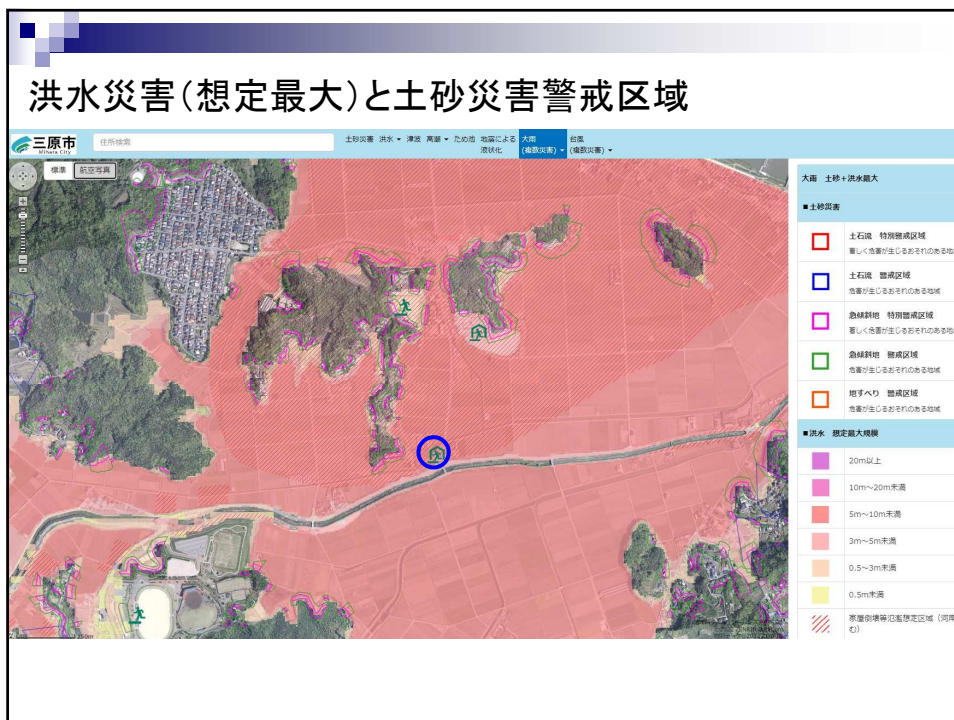 洪水災害(想定最大)と土砂災害警戒区域
三原市
Mihara City
住所検索
土砂災害 洪水 津波 高潮 ため池 地震による液状化 大雨(複数災害) 台風(複数災害)
標準 航空写真
大雨 土砂+洪水最大
■土砂災害
土石流 特別警戒区域
著しく危害が生じるおそれのある地
土石流 警戒区域
危害が生じるおそれのある地域
急傾斜地 特別警戒区域
著しく危害が生じるおそれのある地
急傾斜地 警戒区域
危害が生じるおそれのある地域
地すべり 警戒区域
危害が生じるおそれのある地域
■洪水 想定最大規模
20m以上
10m～20m未満
5m～10m未満
3m～5m未満
0.5～3m未満
0.5m未満
家屋倒壊等氾濫想定区域(河岸
む)